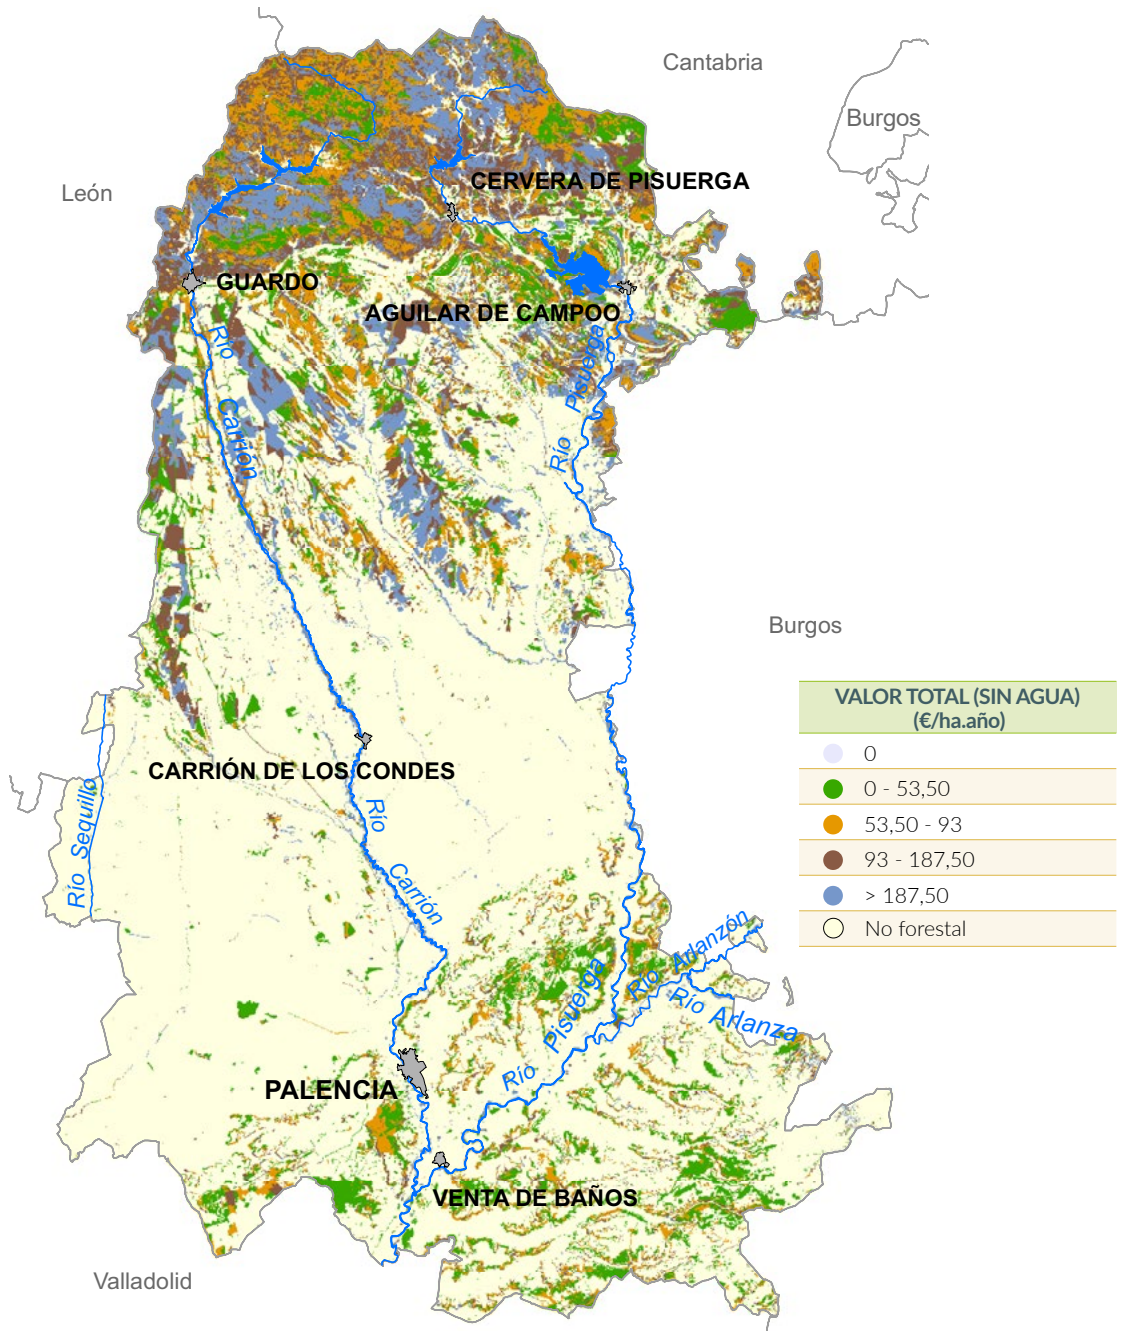 Cantabria
Burgos
León
CERVERA DE PISUERGA
GUARDO
AGUILAR DE CAMPOO
Río Carrión
Río Pisuerga
Burgos
VALOR TOTAL (SIN AGUA)
(€/ha.año)
0
0 - 53,50
53,50 - 93
93 - 187,50
> 187,50
No forestal
CARRIÓN DE LOS CONDES
Río Sequillo
Río Carrión
Río Arlanzón
Río Arlanza
Río Pisuerga
PALENCIA
VENTA DE BAÑOS
Valladolid